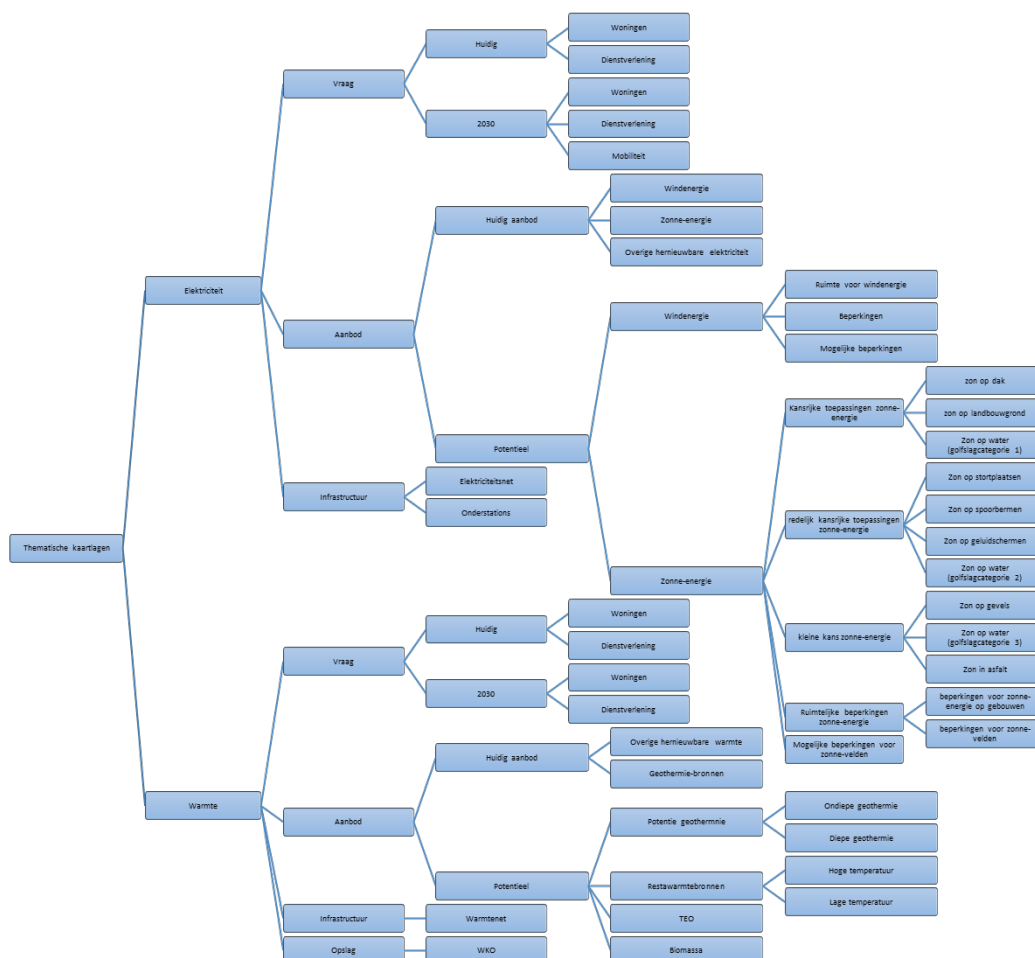 Thematische kaartlagen
Elektriciteit
Vraag
Huidig
Woningen
Dienstverlening
2030
Woningen
Dienstverlening
Mobiliteit
Aanbod
Huidig aanbod
Windenergie
Zonne-energie
Overige hernieuwbare elektriciteit
Potentieel
Windenergie
Ruimte voor windenergie
Beperkingen
Mogelijke beperkingen
Zonne-energie
Kansrijke toepassingen zonne-
energie
zon op dak
zon op landbouwgrond
Zon op water
(golfslagcategorie 1)
redelijk kansrijke toepassingen
zonne-energie
Zon op stortplaatsen
Zon op spoorbermen
Zon op geluidschermen
Zon op water
(golfslagcategorie 2)
kleine kans zonne-energie
Zon op gevels
Zon op water
(golfslagcategorie 3)
Zon in asfalt
Ruimtelijke beperkingen
zonne-energie
beperkingen voor zonne-
energie op gebouwen
beperkingen voor zonne-
velden
Mogelijke beperkingen voor
zonne-velden
Infrastructuur
Elektriciteitsnet
Onderstations
Warmte
Vraag
Huidig
Woningen
Dienstverlening
2030
Woningen
Dienstverlening
Aanbod
Huidig aanbod
Overige hernieuwbare warmte
Geothermie-bronnen
Potentieel
Potentie geothermnie
Ondiepe geothermie
Diepe geothermie
Restawarmtebronnen
Hoge temperatuur
Lage temperatuur
TEO
Biomassa
Infrastructuur
Warmtenet
Opslag
WKO